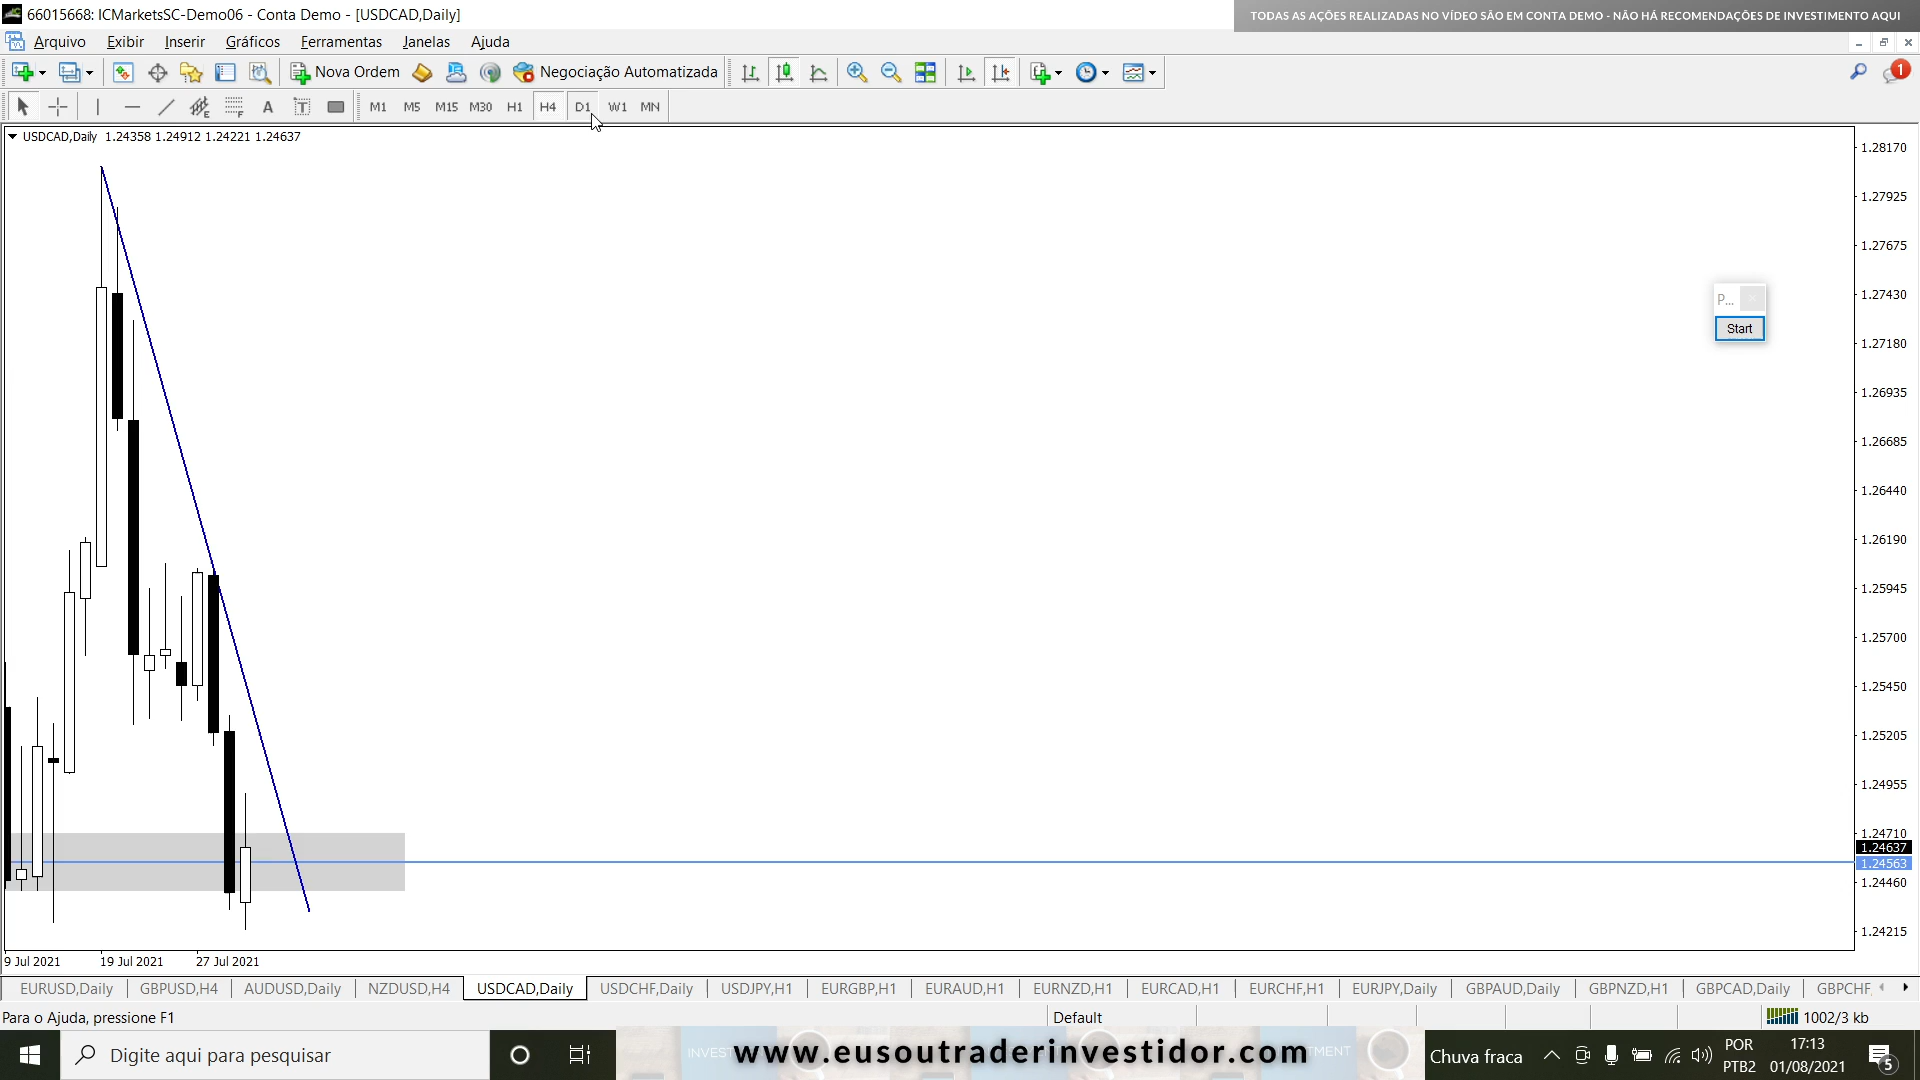 66015668: ICMarketsSC-Demo06 - Conta Demo - [USDCAD,Daily]
TODAS AS AÇÕES REALIZADAS NO VÍDEO SÃO EM CONTA DEMO - NÃO HÁ RECOMENDAÇÕES DE INVESTIMENTO AQUI
Arquivo Exibir Inserir Gráficos Ferramentas Janelas Ajuda
Nova Ordem Negociação Automatizada 1
A T M1 M5 M15 M30 H1 H4 D1 W1 MN
USDCAD,Daily 1.24358 1.24912 1.24221 1.24637
1.28170
1.27925
1.27675
1.27430
P...
Start
1.27180
1.26935
1.26685
1.26440
1.26190
1.25945
1.25700
1.25450
1.25205
1.24955
1.24710
1.24637
1.24563
1.24460
1.24215
9 Jul 2021 19 Jul 2021 27 Jul 2021
EURUSD,Daily GBPUSD,H4 AUDUSD,Daily NZDUSD,H4 USDCAD,Daily USDCHF,Daily USDJPY,H1 EURGBP,H1 EURAUD,H1 EURNZD,H1 EURCAD,H1 EURCHF,H1 EURJPY,Daily GBPAUD,Daily GBPNZD,H1 GBPCAD,Daily GBPCHF,
Para o Ajuda, pressione F1 Default 1002/3 kb
Digite aqui para pesquisar
INVEST www.eusoutraderinvestidor.com TMENT
Chuva fraca
POR
PTB2
17:13
01/08/2021
5